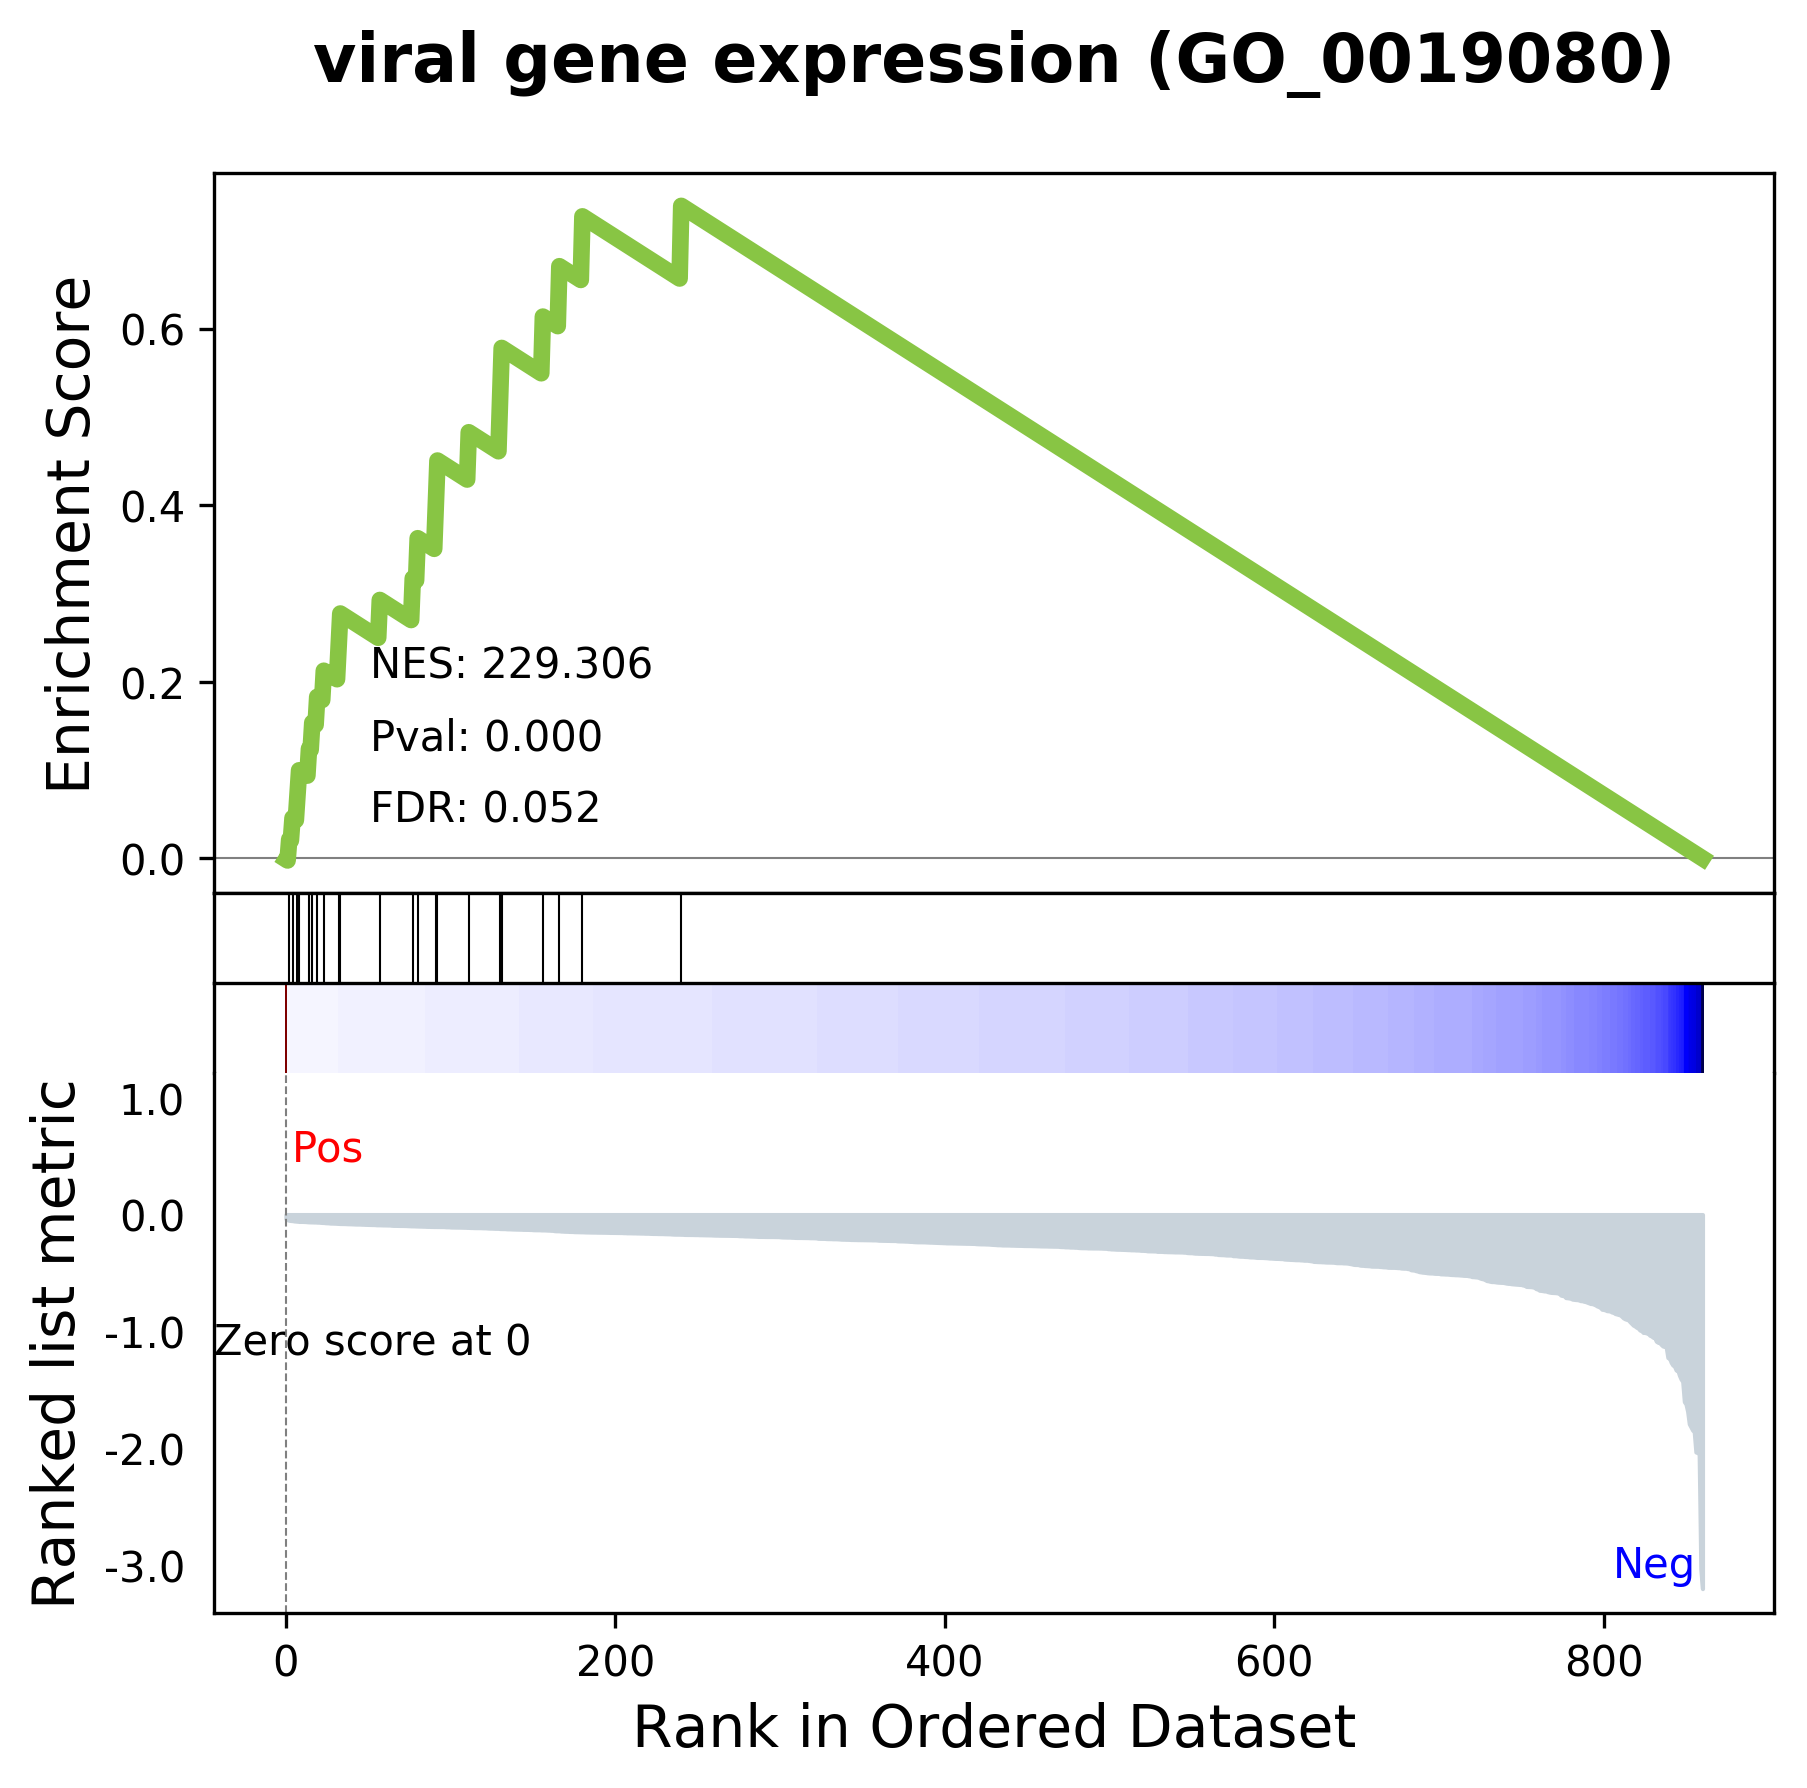 viral gene expression (GO_0019080)
Enrichment Score
0.6
0.4
0.2
0.0
NES: 229.306
Pval: 0.000
FDR: 0.052
Ranked list metric
1.0
0.0
-1.0
-2.0
-3.0
Pos
Zero score at 0
Neg
0 200 400 600 800
Rank in Ordered Dataset